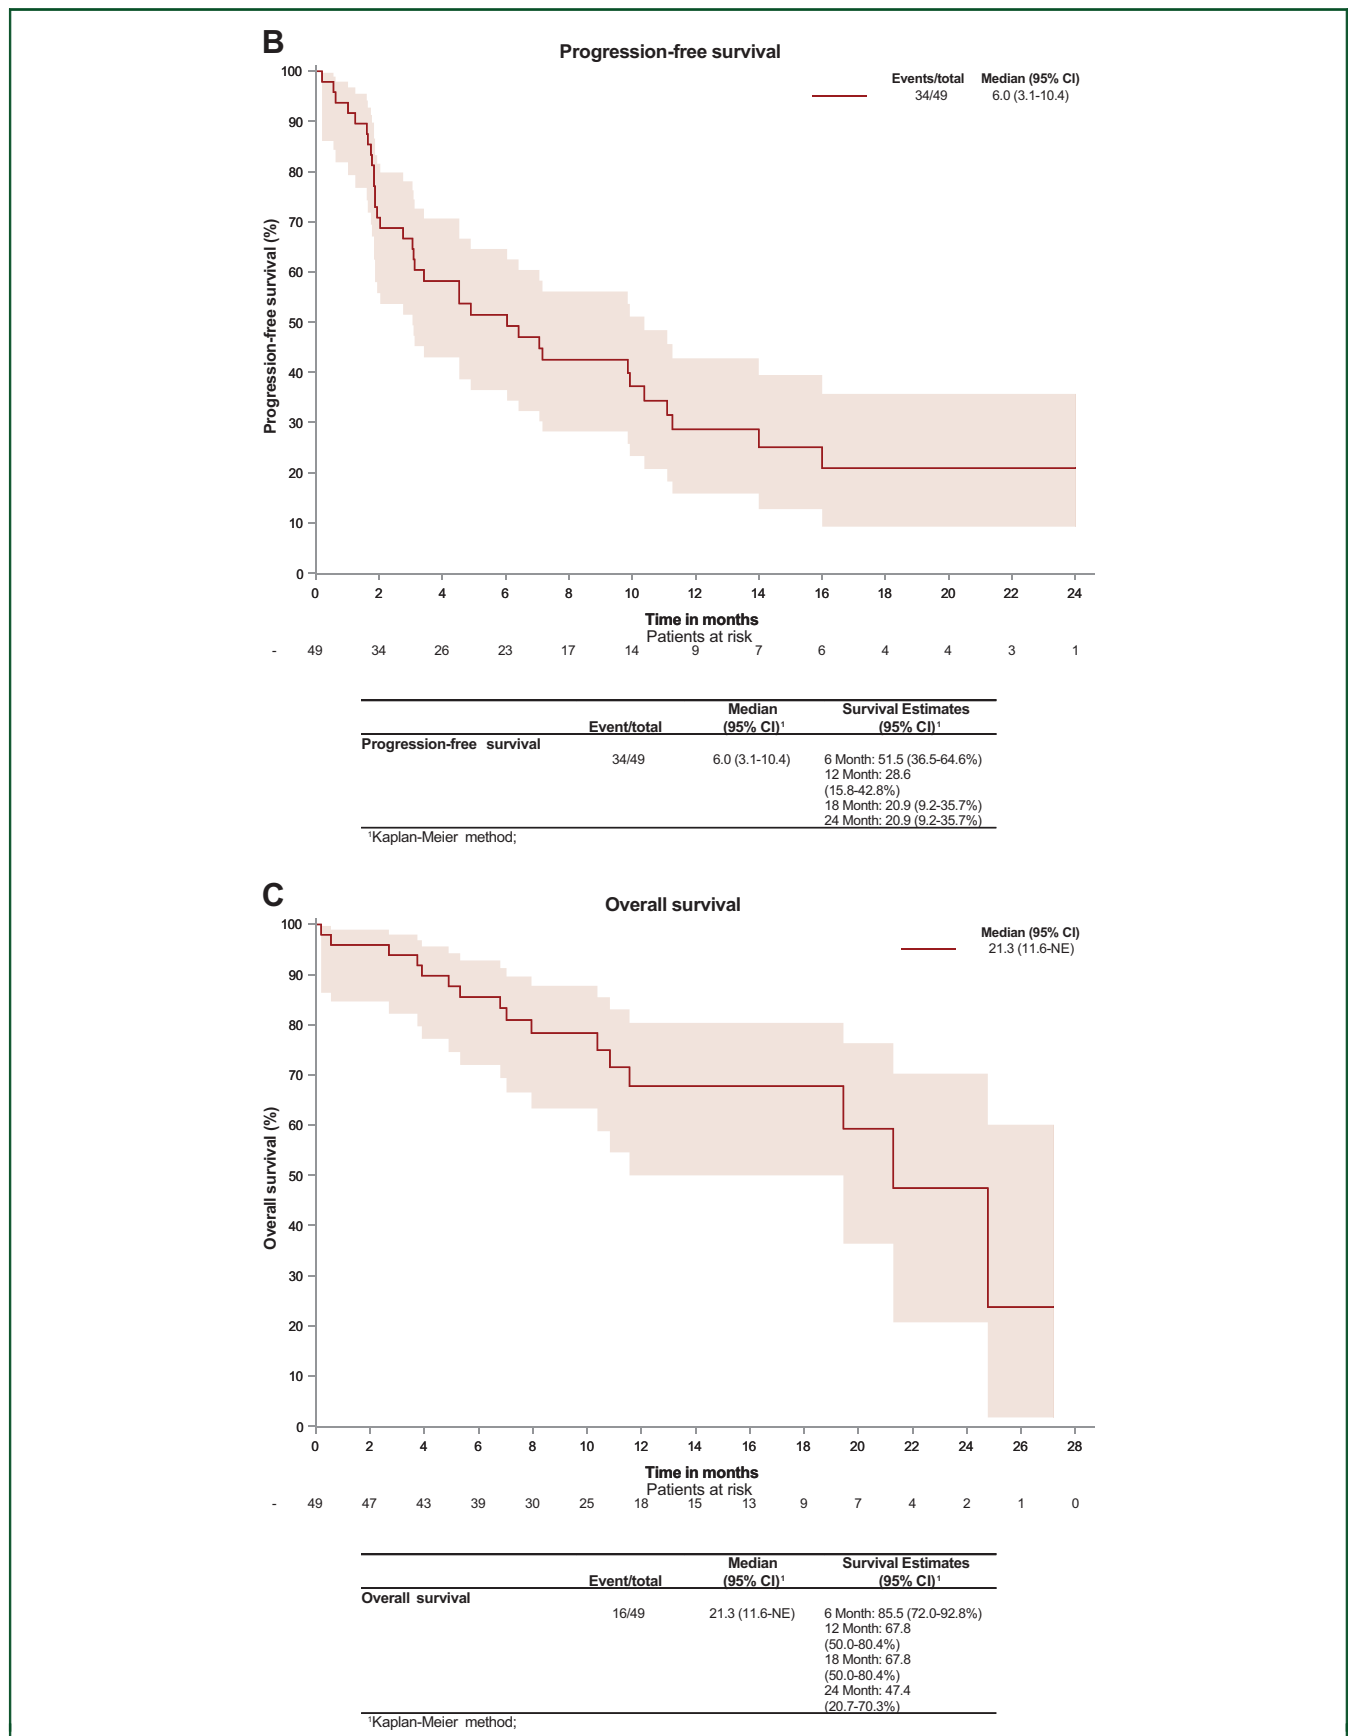 B
Progression-free survival
Events/total Median (95% CI)
34/49 6.0 (3.1-10.4)
100
90
80
70
60
50
40
30
20
10
0
Progression-free survival (%)
0 2 4 6 8 10 12 14 16 18 20 22 24
Time in months
Patients at risk
- 49 34 26 23 17 14 9 7 6 4 4 3 1
Median Survival Estimates
Event/total (95% CI)¹ (95% CI)¹
Progression-free survival
34/49 6.0 (3.1-10.4) 6 Month: 51.5 (36.5-64.6%)
12 Month: 28.6
(15.8-42.8%)
18 Month: 20.9 (9.2-35.7%)
24 Month: 20.9 (9.2-35.7%)
¹Kaplan-Meier method;
C
Overall survival
Median (95% CI)
21.3 (11.6-NE)
100
90
80
70
60
50
40
30
20
10
0
Overall survival (%)
0 2 4 6 8 10 12 14 16 18 20 22 24 26 28
Time in months
Patients at risk
- 49 47 43 39 30 25 18 15 13 9 7 4 2 1 0
Median Survival Estimates
Event/total (95% CI)¹ (95% CI)¹
Overall survival
16/49 21.3 (11.6-NE) 6 Month: 85.5 (72.0-92.8%)
12 Month: 67.8
(50.0-80.4%)
18 Month: 67.8
(50.0-80.4%)
24 Month: 47.4
(20.7-70.3%)
¹Kaplan-Meier method;